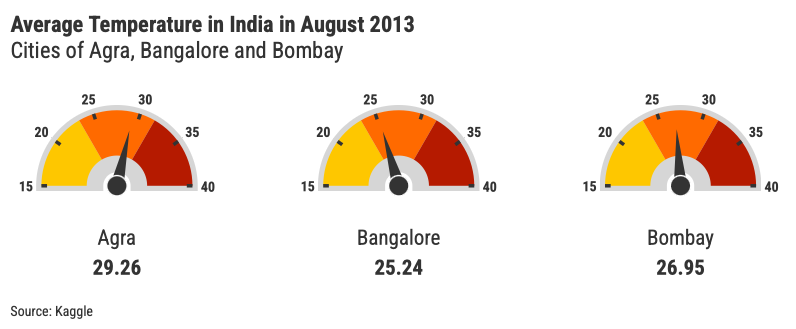 Average Temperature in India in August 2013
Cities of Agra, Bangalore and Bombay
15 20 25 30 35 40
15 20 25 30 35 40
15 20 25 30 35 40
Agra Bangalore Bombay
29.26 25.24 26.95
Source: Kaggle